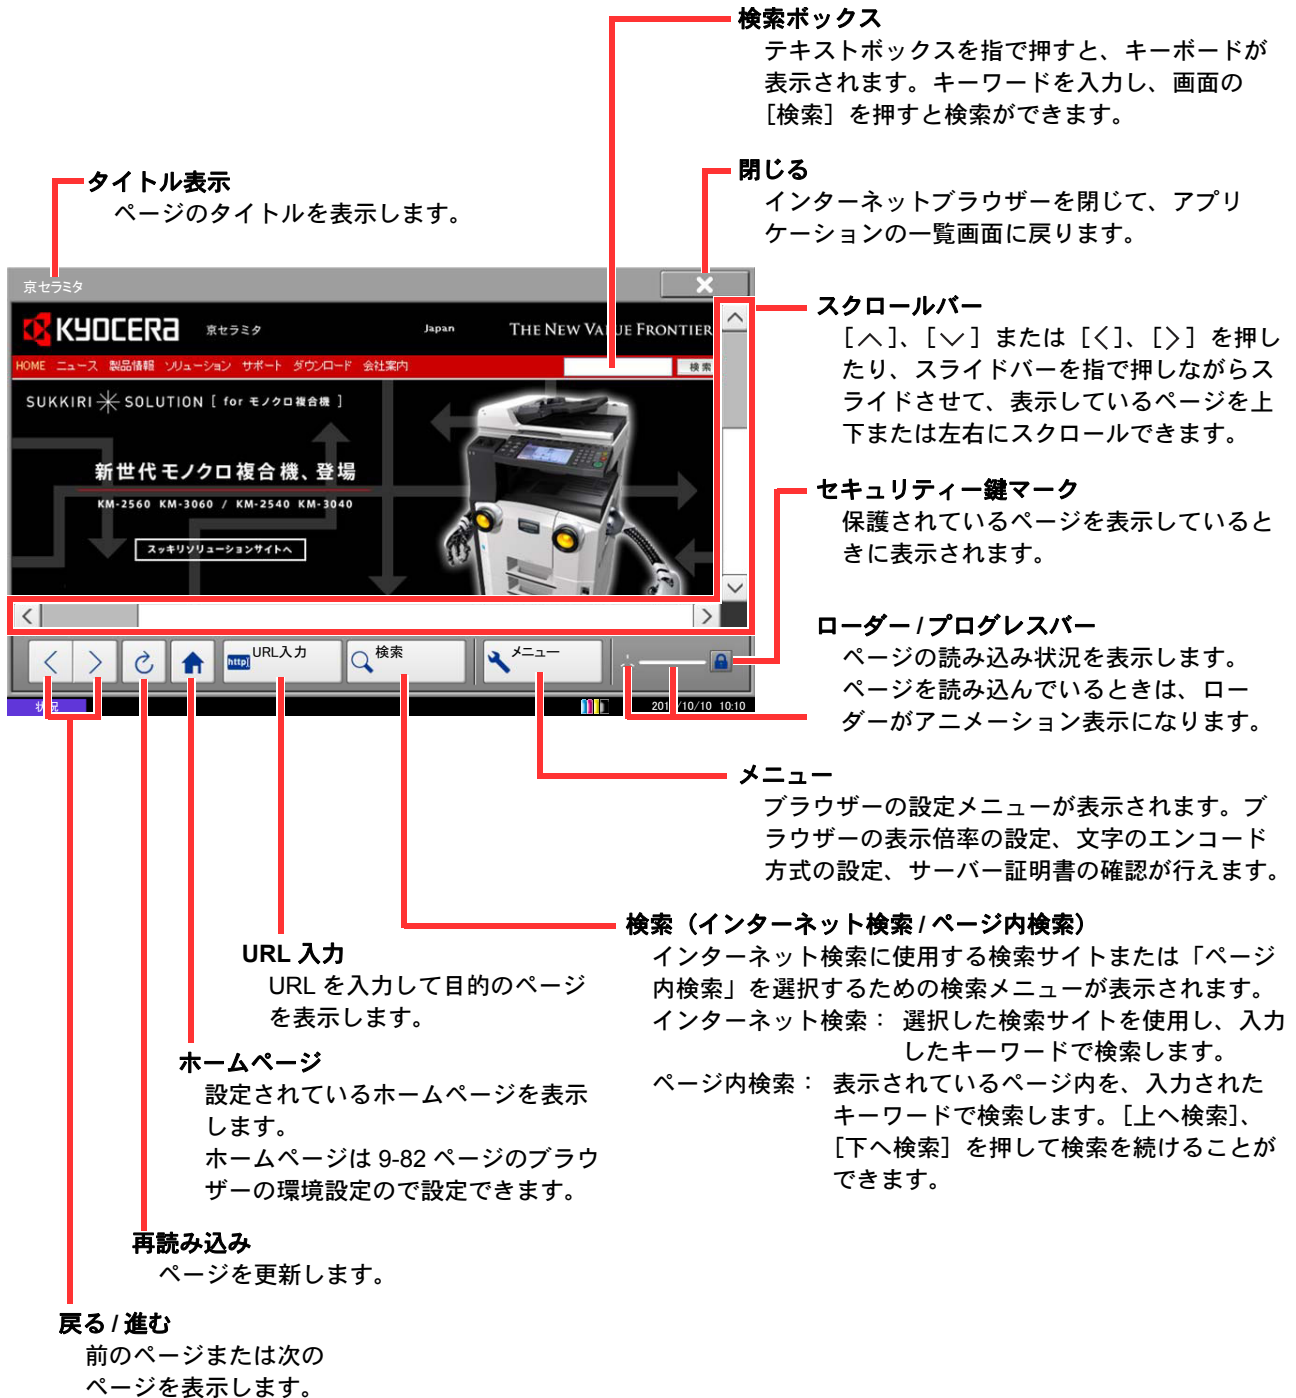 検索ボックス
テキストボックスを指で押すと、キーボードが
表示されます。キーワードを入力し、画面の
［検索］を押すと検索ができます。
タイトル表示
ページのタイトルを表示します。
閉じる
インターネットブラウザーを閉じて、アプリ
ケーションの一覧画面に戻ります。
京セラミタ
KYOCERA 京セラミタ Japan THE NEW VALUE FRONTIER
HOME ニュース 製品情報 ソリューション サポート ダウンロード 会社案内 検索
SUKKIRI SOLUTION [ for モノクロ複合機 ]
新世代モノクロ複合機、登場
KM-2560 KM-3060 / KM-2540 KM-3040
スッキリソリューションサイトへ
スクロールバー
［︿］、［﹀］または［〈］、［〉］を押し
たり、スライドバーを指で押しながらス
ライドさせて、表示しているページを上
下または左右にスクロールできます。
セキュリティー鍵マーク
保護されているページを表示していると
きに表示されます。
http URL入力 検索 メニュー
状況 10/10 10:10
ローダー / プログレスバー
ページの読み込み状況を表示します。
ページを読み込んでいるときは、ロー
ダーがアニメーション表示になります。
メニュー
ブラウザーの設定メニューが表示されます。ブ
ラウザーの表示倍率の設定、文字のエンコード
方式の設定、サーバー証明書の確認が行えます。
検索（インターネット検索 / ページ内検索）
インターネット検索に使用する検索サイトまたは「ページ
内検索」を選択するための検索メニューが表示されます。
インターネット検索： 選択した検索サイトを使用し、入力
したキーワードで検索します。
ページ内検索： 表示されているページ内を、入力された
キーワードで検索します。［上へ検索］、
［下へ検索］を押して検索を続けることが
できます。
URL 入力
URL を入力して目的のページ
を表示します。
ホームページ
設定されているホームページを表示
します。
ホームページは 9-82 ページのブラウ
ザーの環境設定ので設定できます。
再読み込み
ページを更新します。
戻る / 進む
前のページまたは次の
ページを表示します。